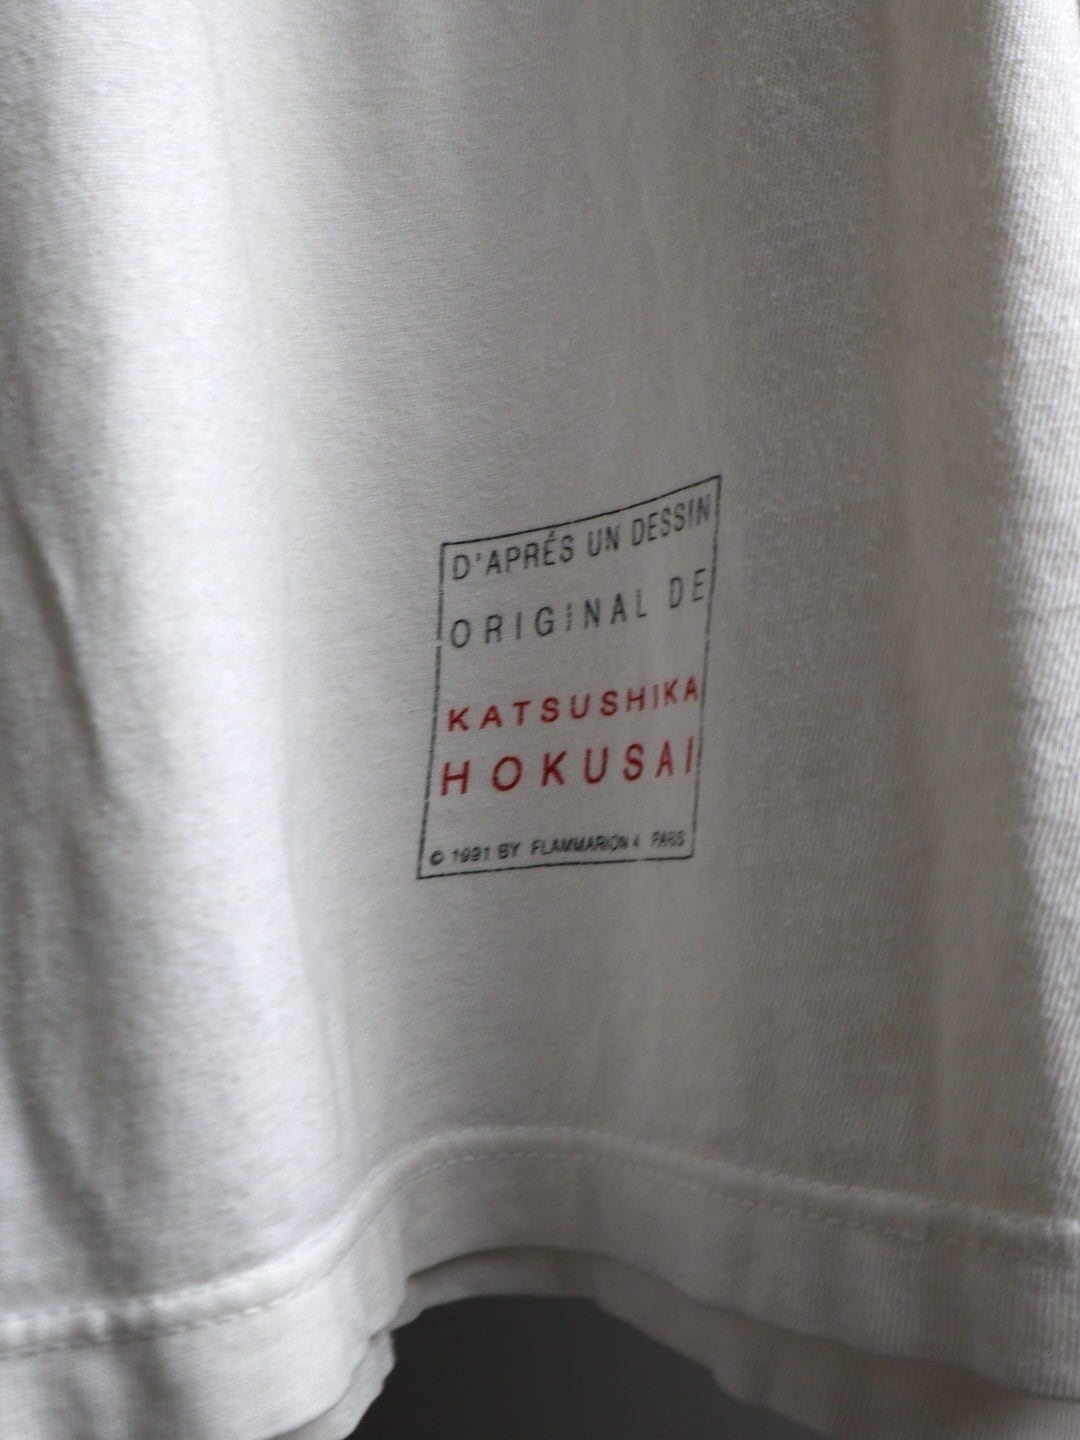 D'APRÉS UN DESSIN
ORIGINAL DE
KATSUSHIKA
HOKUSAI
© 1991 BY FLAMMARION 4 PARIS